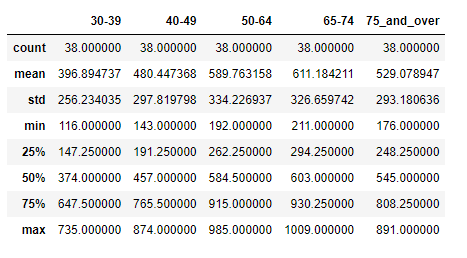 30-39 40-49 50-64 65-74 75_and_over
count 38.000000 38.000000 38.000000 38.000000 38.000000
mean 396.894737 480.447368 589.763158 611.184211 529.078947
std 256.234035 297.819798 334.226937 326.659742 293.180636
min 116.000000 143.000000 192.000000 211.000000 176.000000
25% 147.250000 191.250000 262.250000 294.250000 248.250000
50% 374.000000 457.000000 584.500000 603.000000 545.000000
75% 647.500000 765.500000 915.000000 930.250000 808.250000
max 735.000000 874.000000 985.000000 1009.000000 891.000000